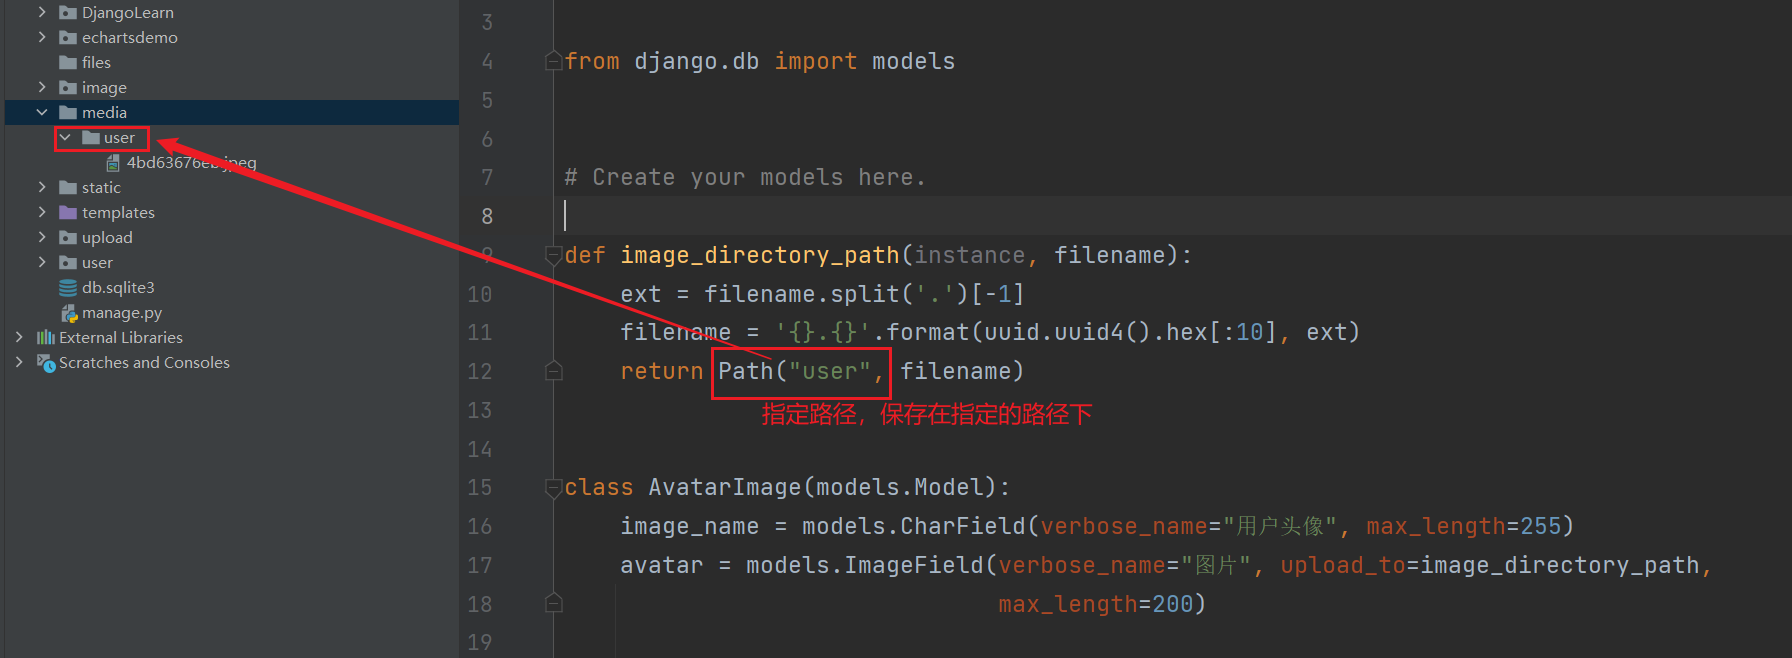 DjangoLearn
echartsdemo
files
image
media
user
4bd63676eb.jpeg
static
templates
upload
user
db.sqlite3
manage.py
External Libraries
Scratches and Consoles
3
4 from django.db import models
5
6
7 # Create your models here.
8
9 def image_directory_path(instance, filename):
10 ext = filename.split('.')[-1]
11 filename = '{}.{}'.format(uuid.uuid4().hex[:10], ext)
12 return Path("user", filename)
13 指定路径，保存在指定的路径下
14
15 class AvatarImage(models.Model):
16 image_name = models.CharField(verbose_name="用户头像", max_length=255)
17 avatar = models.ImageField(verbose_name="图片", upload_to=image_directory_path,
18 max_length=200)
19